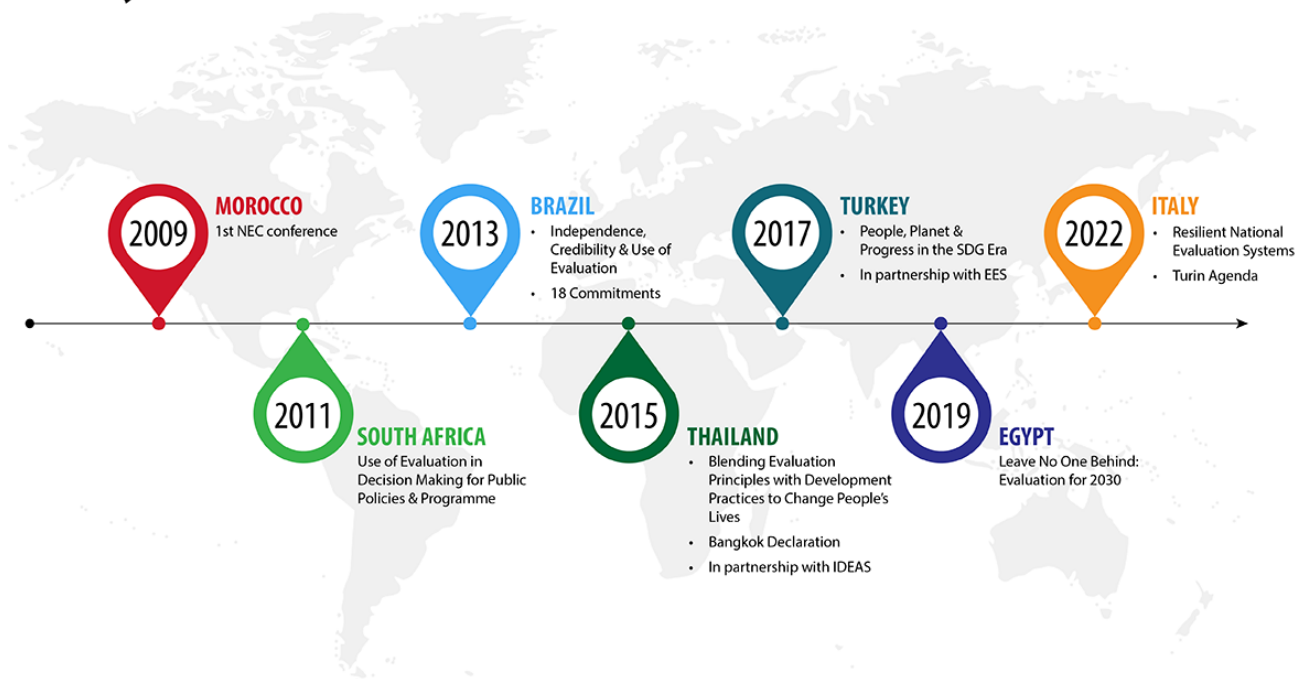 2009
MOROCCO
1st NEC conference
2011
SOUTH AFRICA
Use of Evaluation in
Decision Making for Public
Policies & Programme
2013
BRAZIL
• Independence,
Credibility & Use of
Evaluation
• 18 Commitments
2015
THAILAND
• Blending Evaluation
Principles with Development
Practices to Change People's
Lives
• Bangkok Declaration
• In partnership with IDEAS
2017
TURKEY
• People, Planet &
Progress in the SDG Era
• In partnership with EES
2019
EGYPT
Leave No One Behind:
Evaluation for 2030
2022
ITALY
• Resilient National
Evaluation Systems
• Turin Agenda